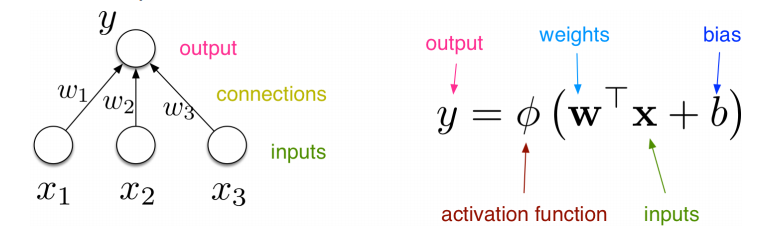 y
output
w₁ w₂ w₃
connections
inputs
x₁ x₂ x₃
output weights bias
y = ϕ (w⊤x + b)
activation function inputs